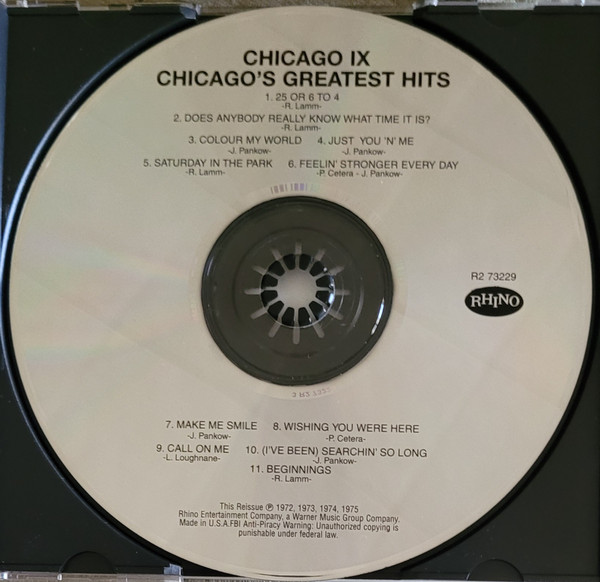 CHICAGO IX
CHICAGO'S GREATEST HITS
1. 25 OR 6 TO 4
-R. Lamm-
2. DOES ANYBODY REALLY KNOW WHAT TIME IT IS?
-R. Lamm-
3. COLOUR MY WORLD 4. JUST YOU 'N' ME
-J. Pankow- -J. Pankow-
5. SATURDAY IN THE PARK 6. FEELIN' STRONGER EVERY DAY
-R. Lamm- -P. Cetera - J. Pankow-
R2 73229
RHINO
7. MAKE ME SMILE 8. WISHING YOU WERE HERE
-J. Pankow- -P. Cetera-
9. CALL ON ME 10. (I'VE BEEN) SEARCHIN' SO LONG
-L. Loughnane- -J. Pankow-
11. BEGINNINGS
-R. Lamm-
This Reissue ℗ 1972, 1973, 1974, 1975
Rhino Entertainment Company, a Warner Music Group Company.
Made in U.S.A.FBI Anti-Piracy Warning: Unauthorized copying is
punishable under federal law.